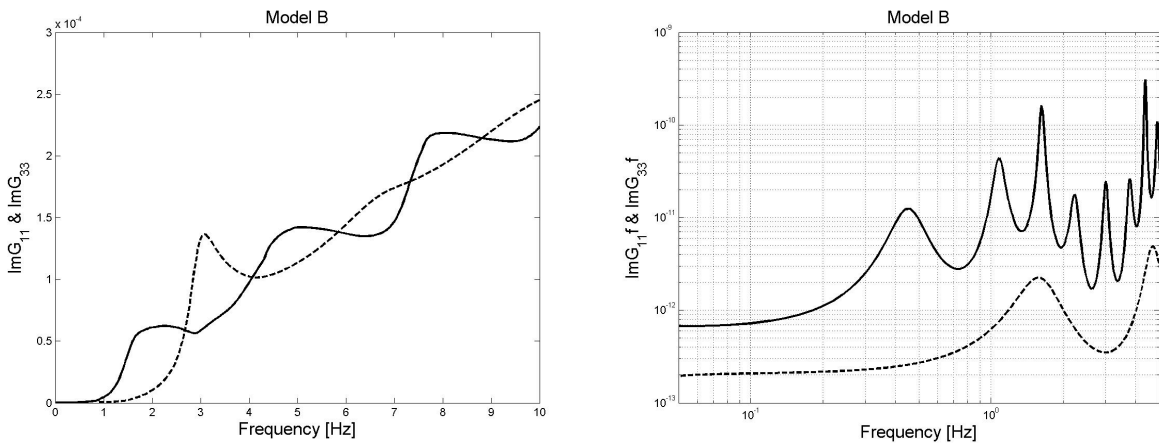 Model B
x 10⁻⁴
3
2.5
2
1.5
1
0.5
0
0 1 2 3 4 5 6 7 8 9 10
Frequency [Hz]
ImG₁₁ & ImG₃₃
Model B
10⁻⁹
10⁻¹⁰
10⁻¹¹
10⁻¹²
10⁻¹³
10⁻¹ 10⁰
Frequency [Hz]
ImG₁₁f & ImG₃₃f